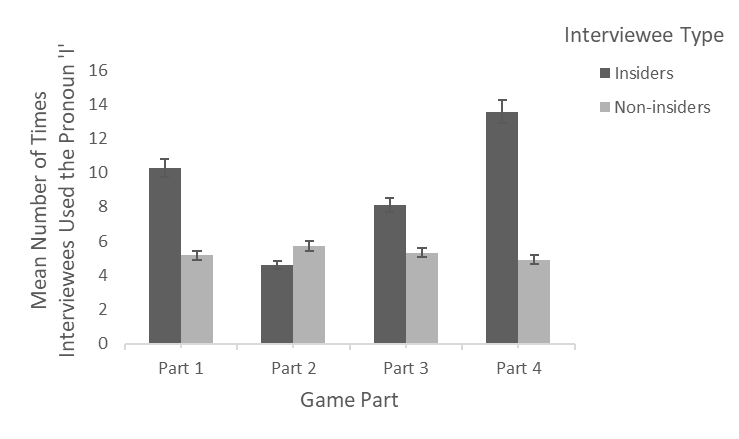 Interviewee Type
Insiders
Non-insiders
Mean Number of Times
Interviewees Used the Pronoun 'I'
16
14
12
10
8
6
4
2
0
Part 1
Part 2
Part 3
Part 4
Game Part